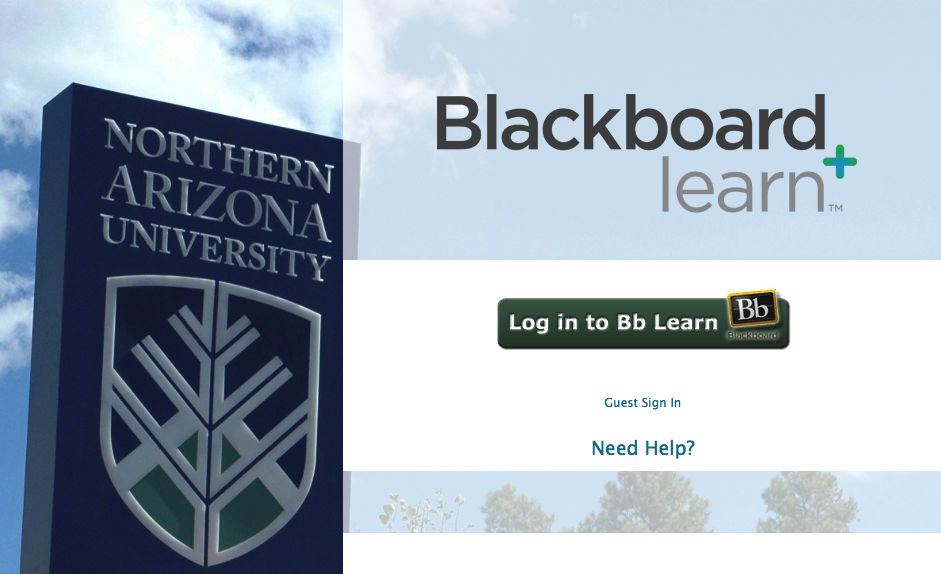 NORTHERN
ARIZONA
UNIVERSITY
Blackboard
learn+™
Log in to Bb Learn
Bb
Blackboard
Guest Sign In
Need Help?